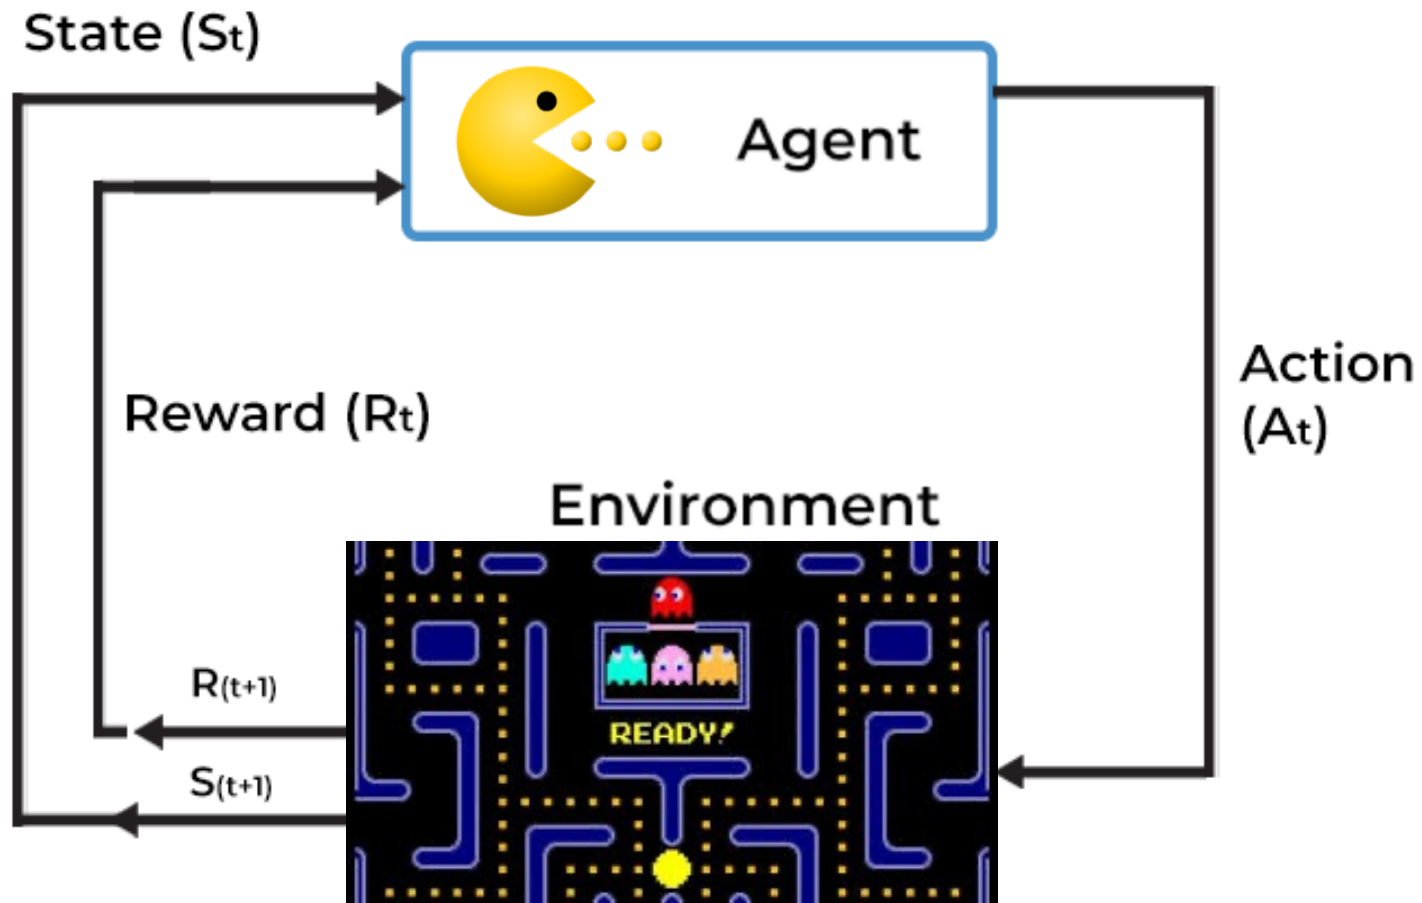 State (St)
Agent
Action
(At)
Reward (Rt)
Environment
R(t+1)
READY!
S(t+1)